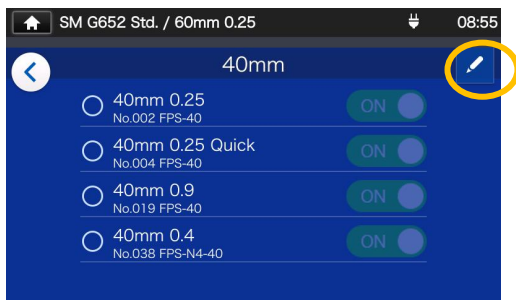 SM G652 Std. / 60mm 0.25 08:55
40mm
40mm 0.25 ON
No.002 FPS-40
40mm 0.25 Quick ON
No.004 FPS-40
40mm 0.9 ON
No.019 FPS-40
40mm 0.4 ON
No.038 FPS-N4-40